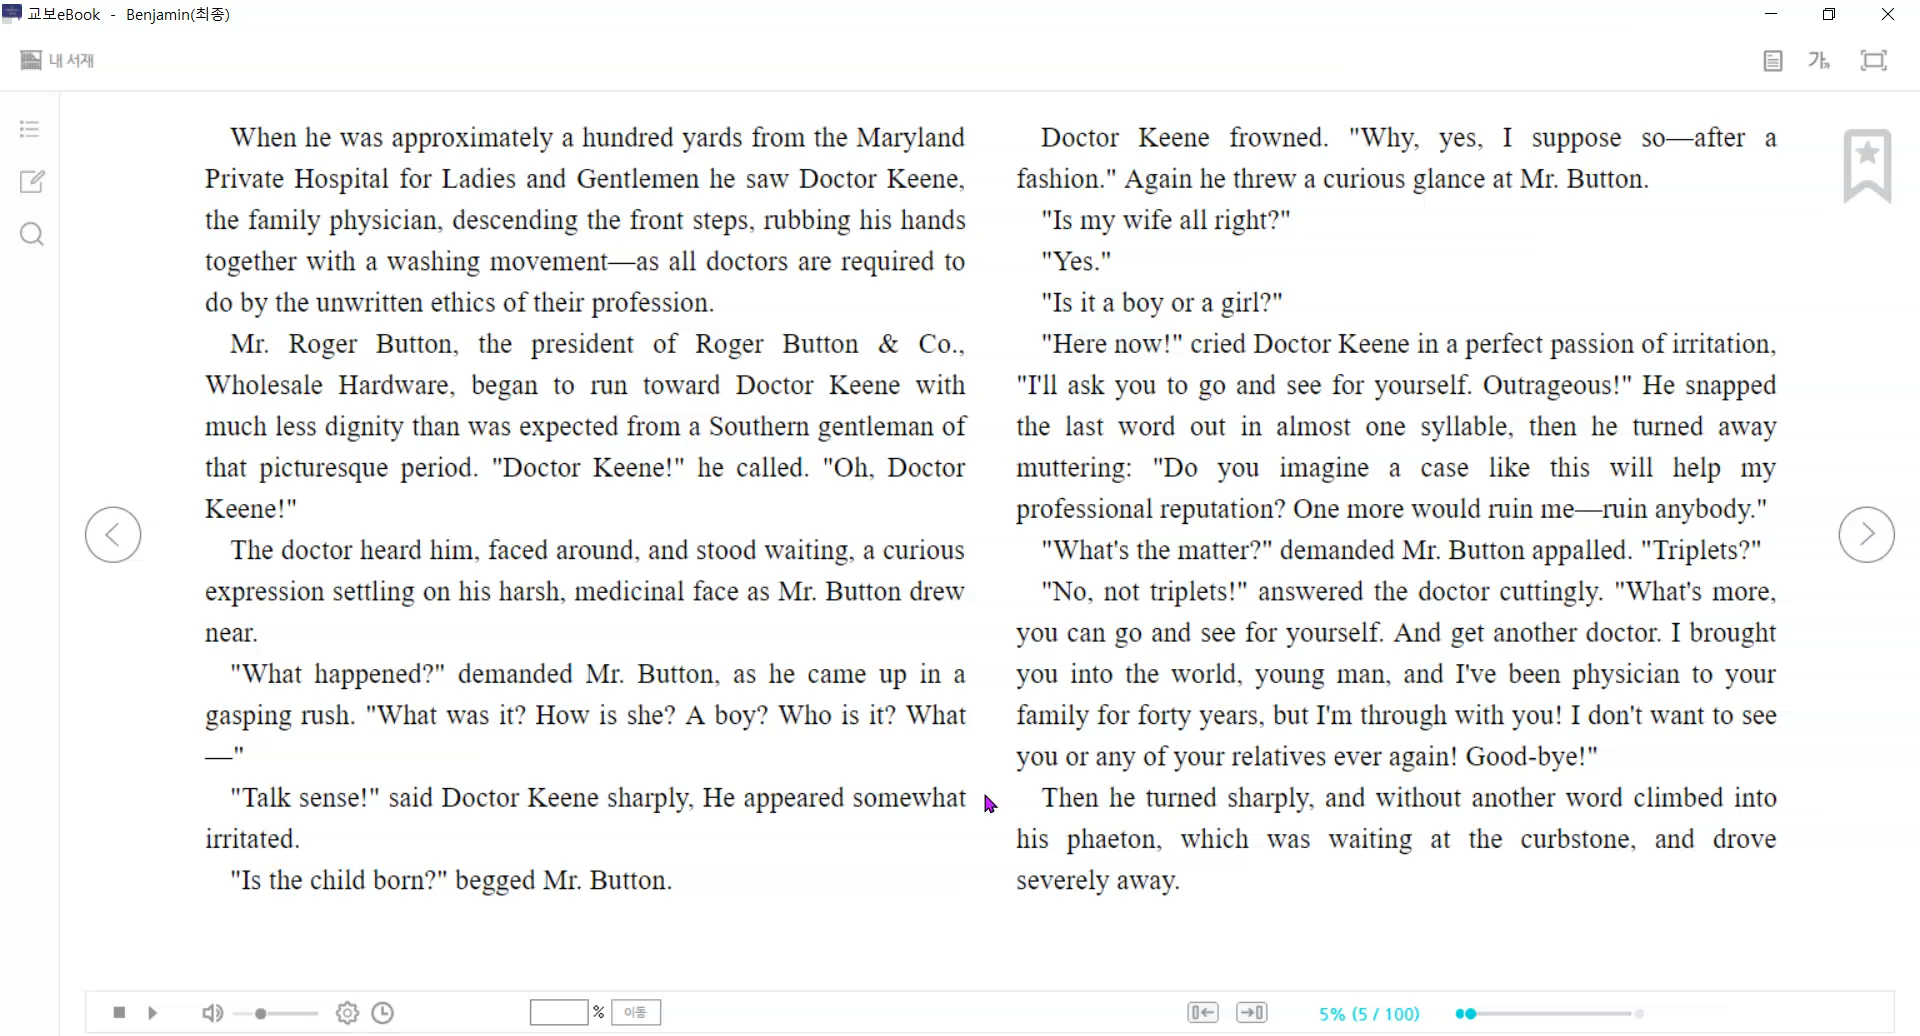 교보eBook - Benjamin(최종)
내 서재
가
When he was approximately a hundred yards from the Maryland
Private Hospital for Ladies and Gentlemen he saw Doctor Keene,
the family physician, descending the front steps, rubbing his hands
together with a washing movement—as all doctors are required to
do by the unwritten ethics of their profession.
Mr. Roger Button, the president of Roger Button & Co.,
Wholesale Hardware, began to run toward Doctor Keene with
much less dignity than was expected from a Southern gentleman of
that picturesque period. "Doctor Keene!" he called. "Oh, Doctor
Keene!"
The doctor heard him, faced around, and stood waiting, a curious
expression settling on his harsh, medicinal face as Mr. Button drew
near.
"What happened?" demanded Mr. Button, as he came up in a
gasping rush. "What was it? How is she? A boy? Who is it? What
—"
"Talk sense!" said Doctor Keene sharply, He appeared somewhat
irritated.
"Is the child born?" begged Mr. Button.
Doctor Keene frowned. "Why, yes, I suppose so—after a
fashion." Again he threw a curious glance at Mr. Button.
"Is my wife all right?"
"Yes."
"Is it a boy or a girl?"
"Here now!" cried Doctor Keene in a perfect passion of irritation,
"I'll ask you to go and see for yourself. Outrageous!" He snapped
the last word out in almost one syllable, then he turned away
muttering: "Do you imagine a case like this will help my
professional reputation? One more would ruin me—ruin anybody."
"What's the matter?" demanded Mr. Button appalled. "Triplets?"
"No, not triplets!" answered the doctor cuttingly. "What's more,
you can go and see for yourself. And get another doctor. I brought
you into the world, young man, and I've been physician to your
family for forty years, but I'm through with you! I don't want to see
you or any of your relatives ever again! Good-bye!"
Then he turned sharply, and without another word climbed into
his phaeton, which was waiting at the curbstone, and drove
severely away.
% 이동
5% (5 / 100)